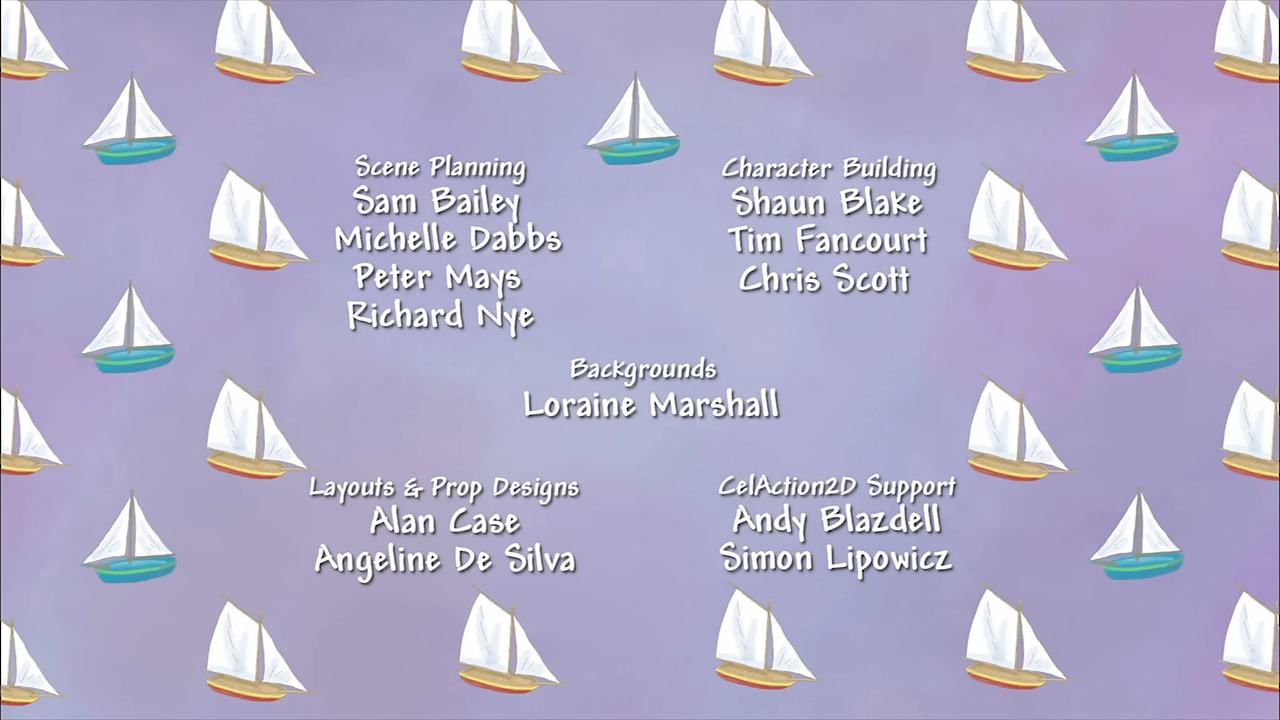 Scene Planning
Sam Bailey
Michelle Dabbs
Peter Mays
Richard Nye
Character Building
Shaun Blake
Tim Fancourt
Chris Scott
Backgrounds
Loraine Marshall
Layouts & Prop Designs
Alan Case
Angeline De Silva
CelAction2D Support
Andy Blazdell
Simon Lipowicz